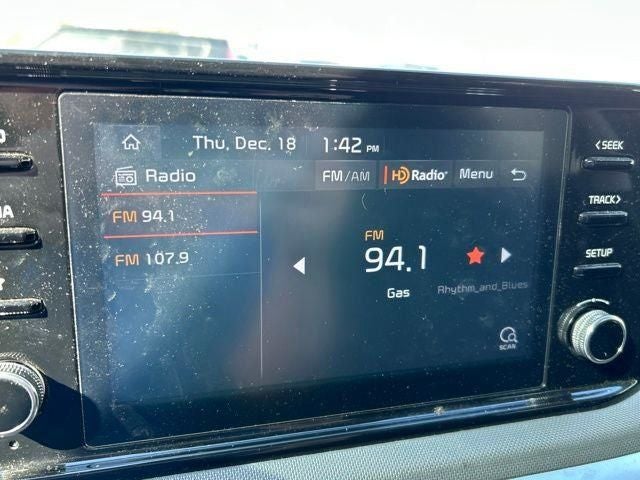 Thu, Dec. 18 1:42 PM
Radio FM/AM HD Radio Menu
FM 94.1
FM 107.9
FM
94.1
Gas
Rhythm_and_Blues
SCAN
<SEEK
TRACK>
SETUP